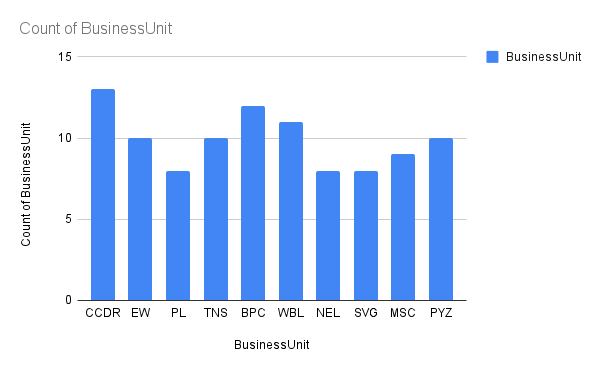 Count of BusinessUnit
BusinessUnit
Count of BusinessUnit
15
10
5
0
CCDR EW PL TNS BPC WBL NEL SVG MSC PYZ
BusinessUnit